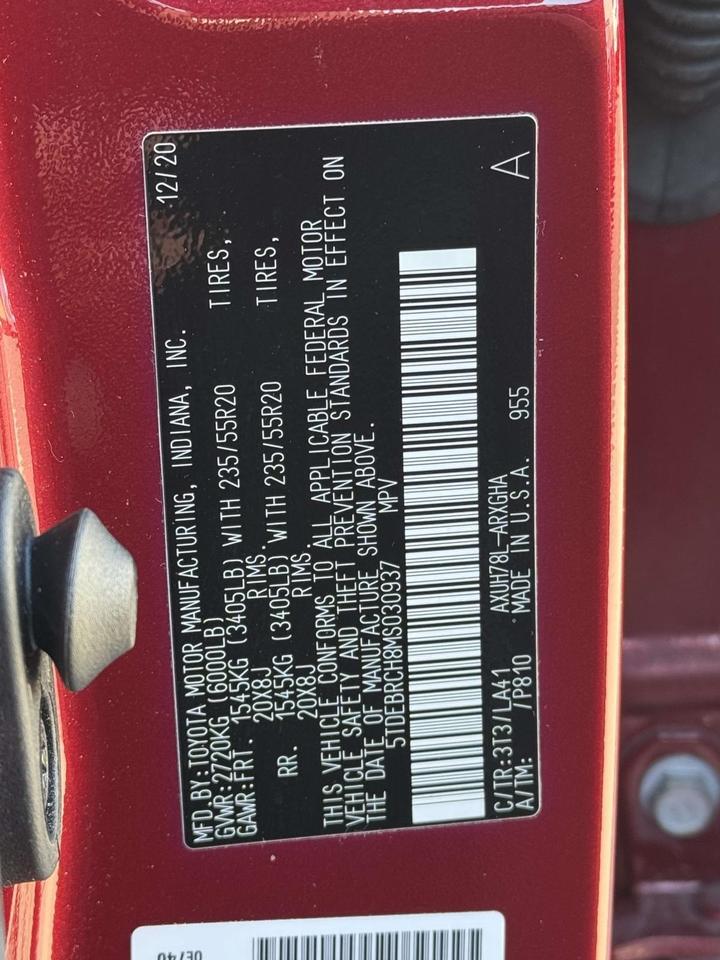 MFD.BY:TOYOTA MOTOR MANUFACTURING, INDIANA, INC. 12/20
GVWR:2720KG (6000LB)
GAWR:FRT. 1545KG (3405LB) WITH 235/55R20 TIRES,
20X8J RIMS.
RR. 1545KG (3405LB) WITH 235/55R20 TIRES,
20X8J RIMS.
THIS VEHICLE CONFORMS TO ALL APPLICABLE FEDERAL MOTOR
VEHICLE SAFETY AND THEFT PREVENTION STANDARDS IN EFFECT ON
THE DATE OF MANUFACTURE SHOWN ABOVE.
5TDEBRCH8MS030937 MPV
C/TR:3T3/LA41 AXUH78L-ARXGHA
A/TM: /P810 MADE IN U.S.A. 955 A